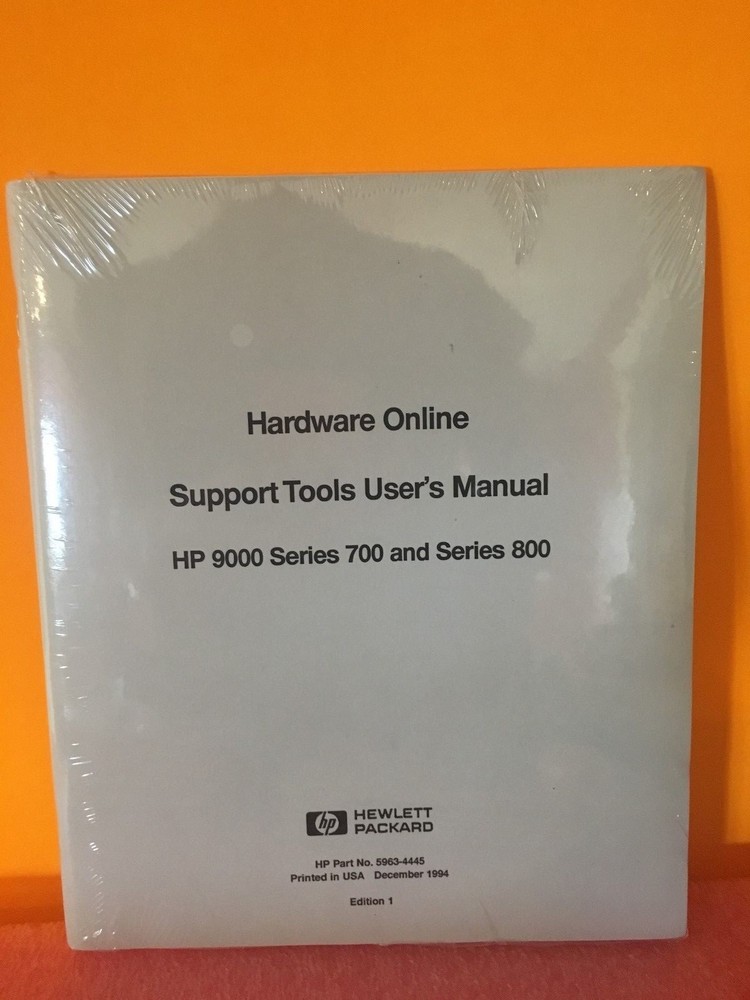 Hardware Online
Support Tools User's Manual
HP 9000 Series 700 and Series 800
hp HEWLETT
PACKARD
HP Part No. 5963-4445
Printed in USA December 1994
Edition 1